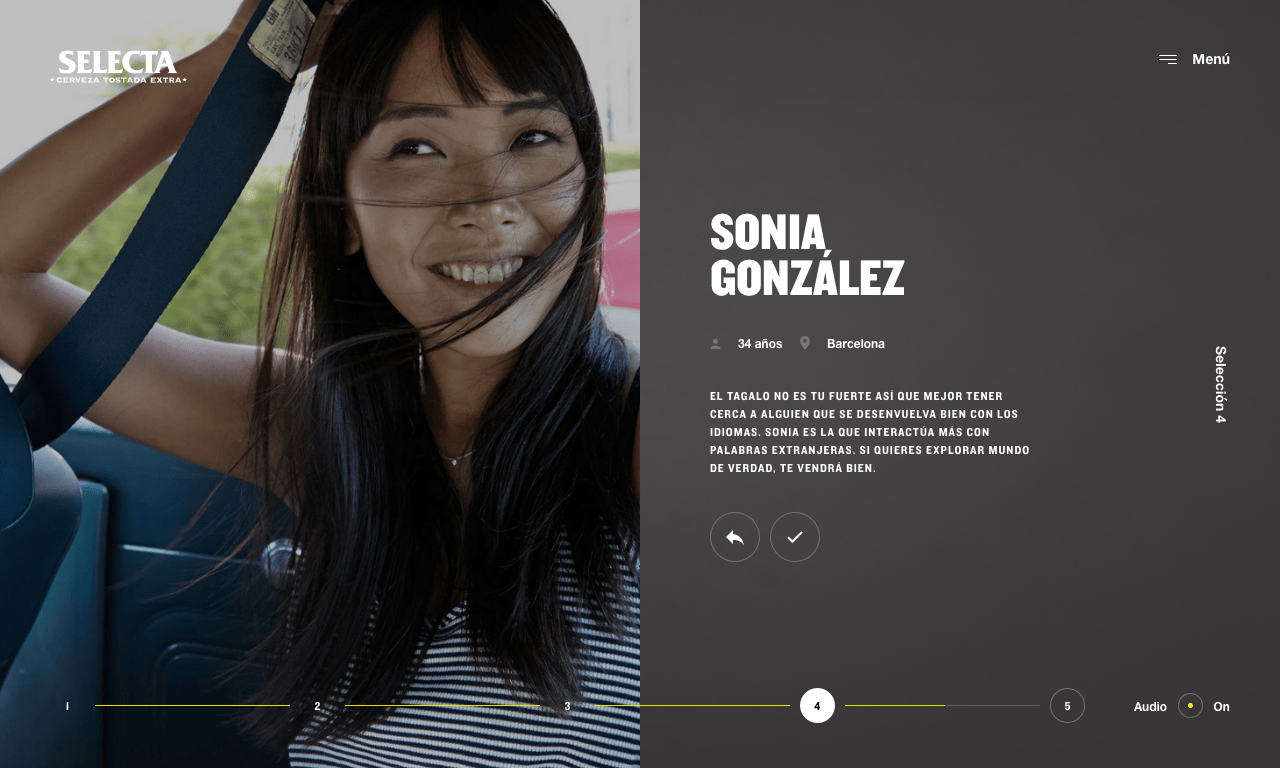 SELECTA
CERVEZA TOSTADA EXTRA
Menú
SONIA
GONZÁLEZ
34 años
Barcelona
Selección 4
EL TAGALO NO ES TU FUERTE ASÍ QUE MEJOR TENER
CERCA A ALGUIEN QUE SE DESENVUELVA BIEN CON LOS
IDIOMAS. SONIA ES LA QUE INTERACTÚA MÁS CON
PALABRAS EXTRANJERAS. SI QUIERES EXPLORAR MUNDO
DE VERDAD, TE VENDRÁ BIEN.
1
2
3
4
5
Audio
On